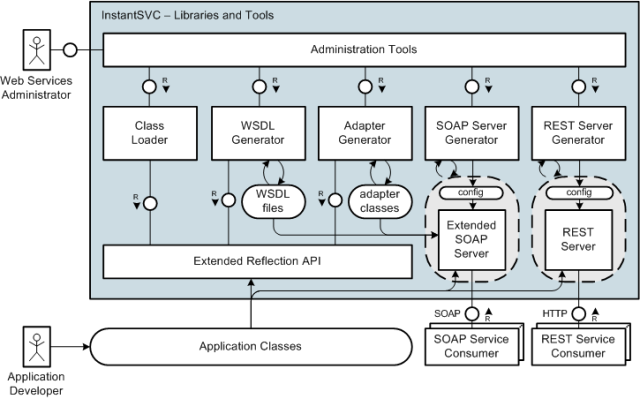 InstantSVC – Libraries and Tools
Administration Tools
Web Services
Administrator
R
R
R
R
R
Class
Loader
WSDL
Generator
Adapter
Generator
SOAP Server
Generator
REST Server
Generator
R
R
R
WSDL
files
adapter
classes
config
config
Extended
SOAP
Server
REST
Server
Extended Reflection API
SOAP
R
HTTP
R
Application Classes
SOAP Service
Consumer
REST Service
Consumer
Application
Developer